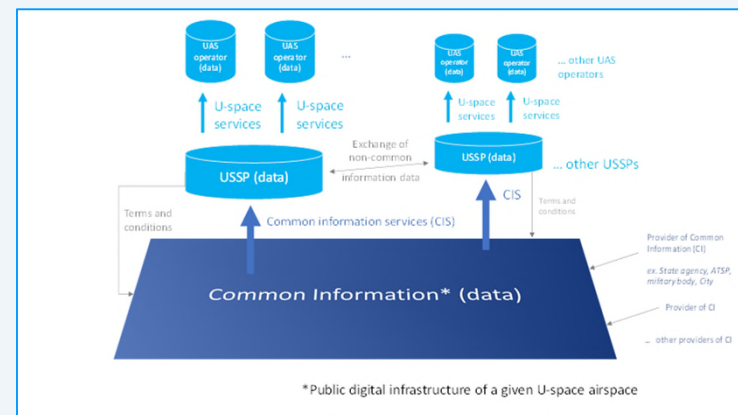 UAS
operator
(data)
UAS
operator
(data)
...
UAS
operator
(data)
UAS
operator
(data)
... other UAS
operators
U-space
services
U-space
services
U-space
services
U-space
services
Exchange of
non-common
information data
USSP (data)
USSP (data)
... other USSPs
Terms and
conditions
Common information services (CIS)
CIS
Terms and
conditions
Provider of Common
Information (CI)
ex. State agency, ATSP,
military body, City
Common Information* (data)
Provider of CI
... other providers of CI
*Public digital infrastructure of a given U-space airspace